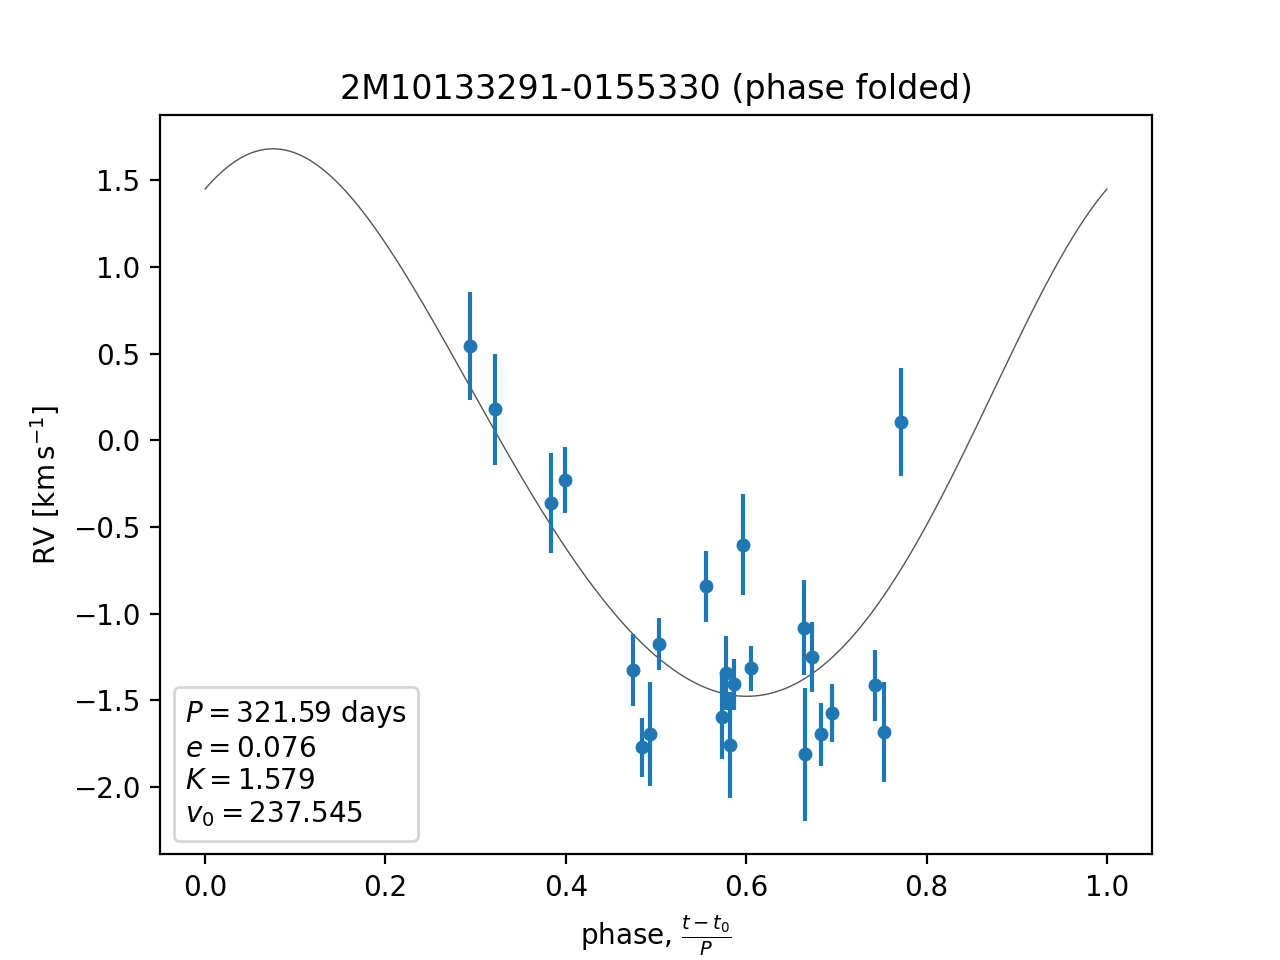 2M10133291-0155330 (phase folded)
RV [km s⁻¹]
1.5
1.0
0.5
0.0
−0.5
−1.0
−1.5
−2.0
P = 321.59 days
e = 0.076
K = 1.579
v₀ = 237.545
0.0 0.2 0.4 0.6 0.8 1.0
phase, (t − t₀)/P